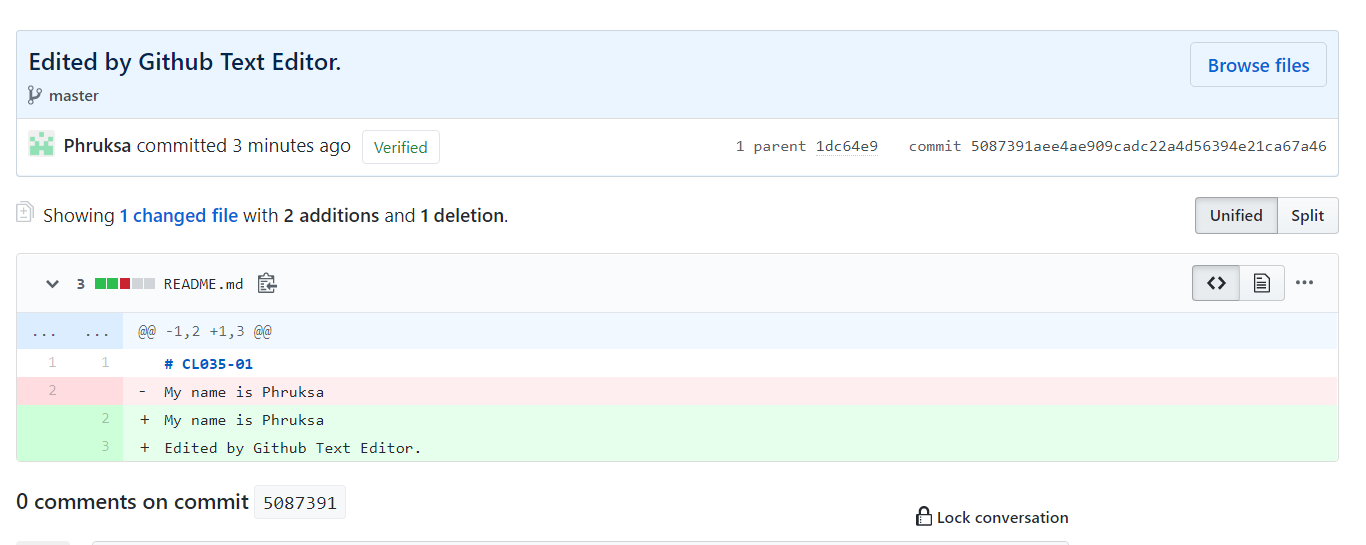 Edited by Github Text Editor.
Browse files
master
Phruksa committed 3 minutes ago
Verified
1 parent 1dc64e9
commit 5087391aee4ae909cadc22a4d56394e21ca67a46
Showing 1 changed file with 2 additions and 1 deletion.
Unified
Split
3
README.md
...
...
@@ -1,2 +1,3 @@
1 1 # CL035-01
2 - My name is Phruksa
2 + My name is Phruksa
3 + Edited by Github Text Editor.
0 comments on commit 5087391
Lock conversation